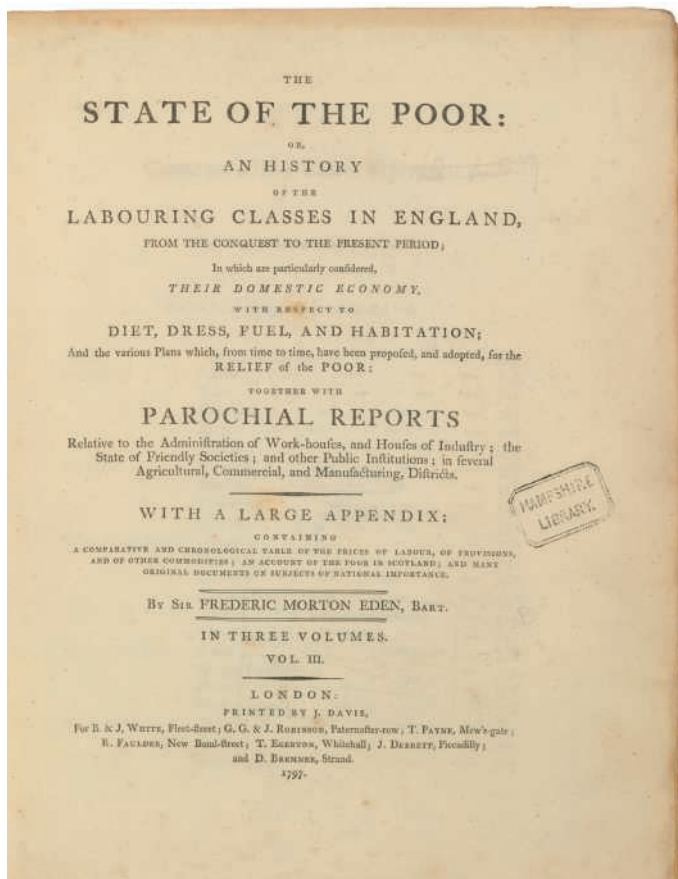 THE
STATE OF THE POOR:
OR,
AN HISTORY
OF THE
LABOURING CLASSES IN ENGLAND,
FROM THE CONQUEST TO THE PRESENT PERIOD;
In which are particularly conſidered,
THEIR DOMESTIC ECONOMY,
WITH RESPECT TO
DIET, DRESS, FUEL, AND HABITATION;
And the various Plans which, from time to time, have been propoſed, and adopted, for the
RELIEF of the POOR:
TOGETHER WITH
PAROCHIAL REPORTS
Relative to the Adminiſtration of Work-houſes, and Houſes of Induſtry; the
State of Friendly Societies; and other Public Inſtitutions; in ſeveral
Agricultural, Commercial, and Manufacturing, Diſtricts.
HAMPSHIRE
LIBRARY.
WITH A LARGE APPENDIX;
CONTAINING
A COMPARATIVE AND CHRONOLOGICAL TABLE OF THE PRICES OF LABOUR, OF PROVISIONS,
AND OF OTHER COMMODITIES; AN ACCOUNT OF THE POOR IN SCOTLAND; AND MANY
ORIGINAL DOCUMENTS ON SUBJECTS OF NATIONAL IMPORTANCE.
BY SIR FREDERIC MORTON EDEN, BART.
IN THREE VOLUMES.
VOL. III.
LONDON:
PRINTED BY J. DAVIS,
For B. & J. WHITE, Fleet-ſtreet; G. G. & J. ROBINSON, Paternoſter-row; T. PAYNE, Mew's-gate;
R. FAULDER, New Bond-ſtreet; T. EGERTON, Whitehall; J. DEBRETT, Piccadilly;
and D. BREMNER, Strand.
1797.